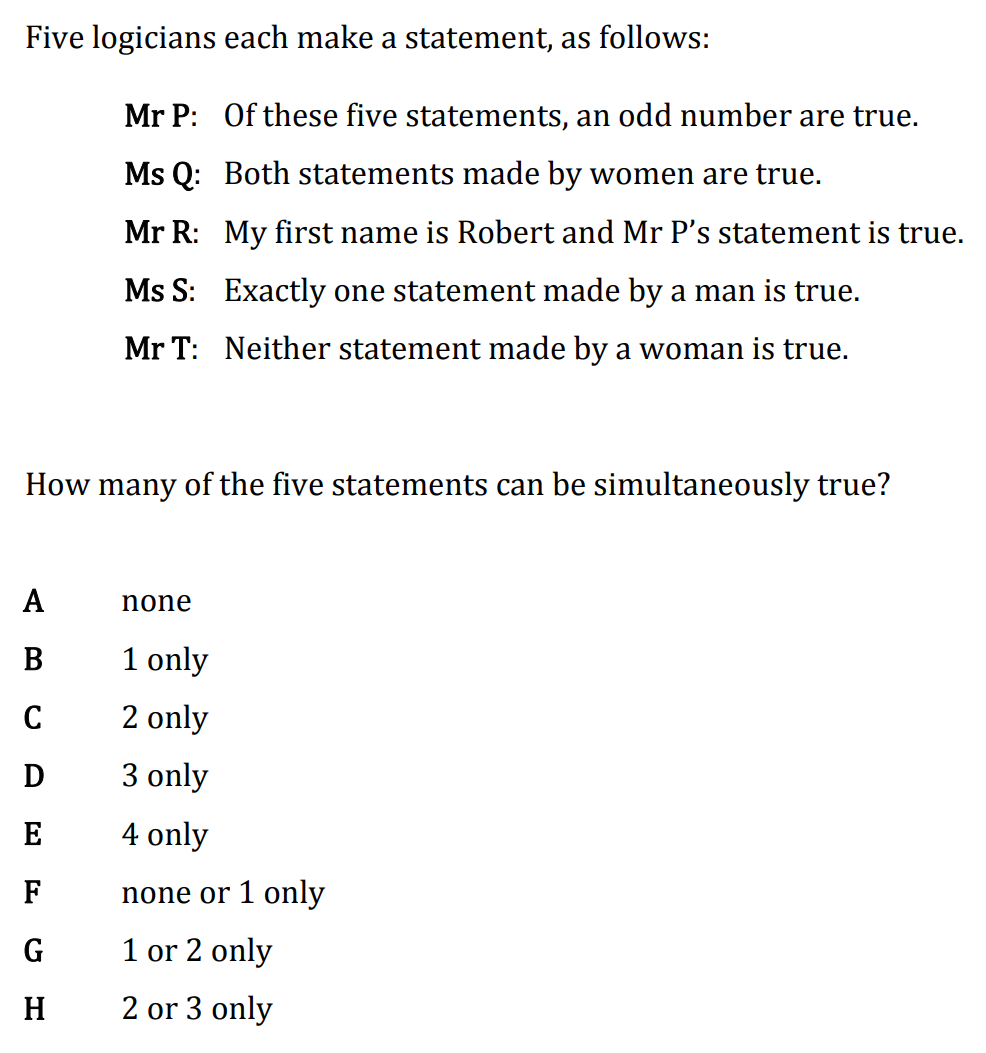 Five logicians each make a statement, as follows:
Mr P: Of these five statements, an odd number are true.
Ms Q: Both statements made by women are true.
Mr R: My first name is Robert and Mr P’s statement is true.
Ms S: Exactly one statement made by a man is true.
Mr T: Neither statement made by a woman is true.
How many of the five statements can be simultaneously true?
A none
B 1 only
C 2 only
D 3 only
E 4 only
F none or 1 only
G 1 or 2 only
H 2 or 3 only